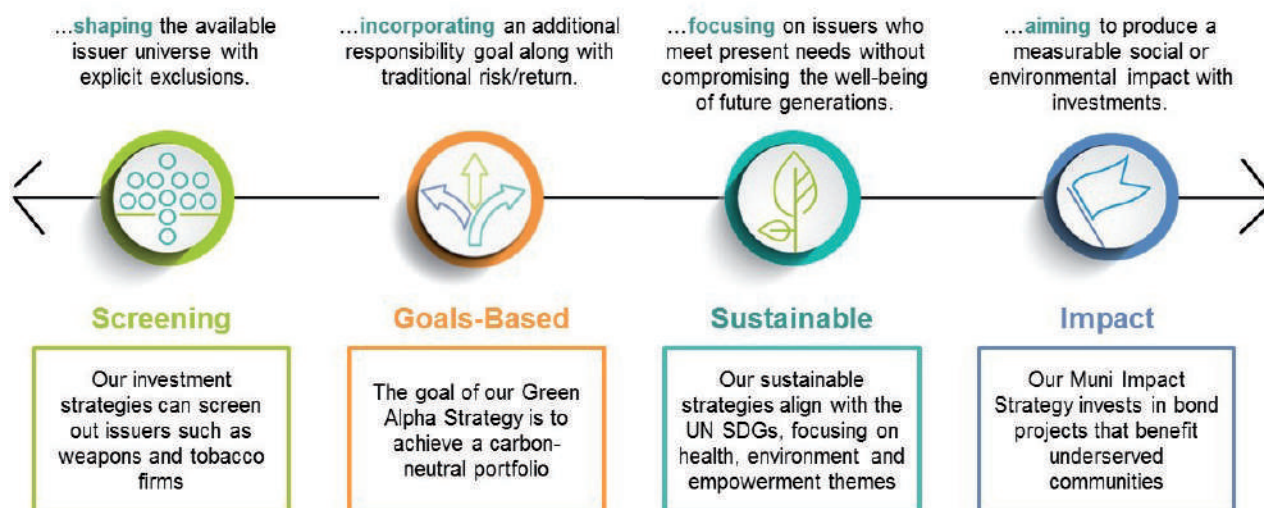 ...shaping the available
issuer universe with
explicit exclusions.
...incorporating an additional
responsibility goal along with
traditional risk/return.
...focusing on issuers who
meet present needs without
compromising the well-being
of future generations.
...aiming to produce a
measurable social or
environmental impact with
investments.
Screening
Goals-Based
Sustainable
Impact
Our investment
strategies can screen
out issuers such as
weapons and tobacco
firms
The goal of our Green
Alpha Strategy is to
achieve a carbon-
neutral portfolio
Our sustainable
strategies align with the
UN SDGs, focusing on
health, environment and
empowerment themes
Our Muni Impact
Strategy invests in bond
projects that benefit
underserved
communities